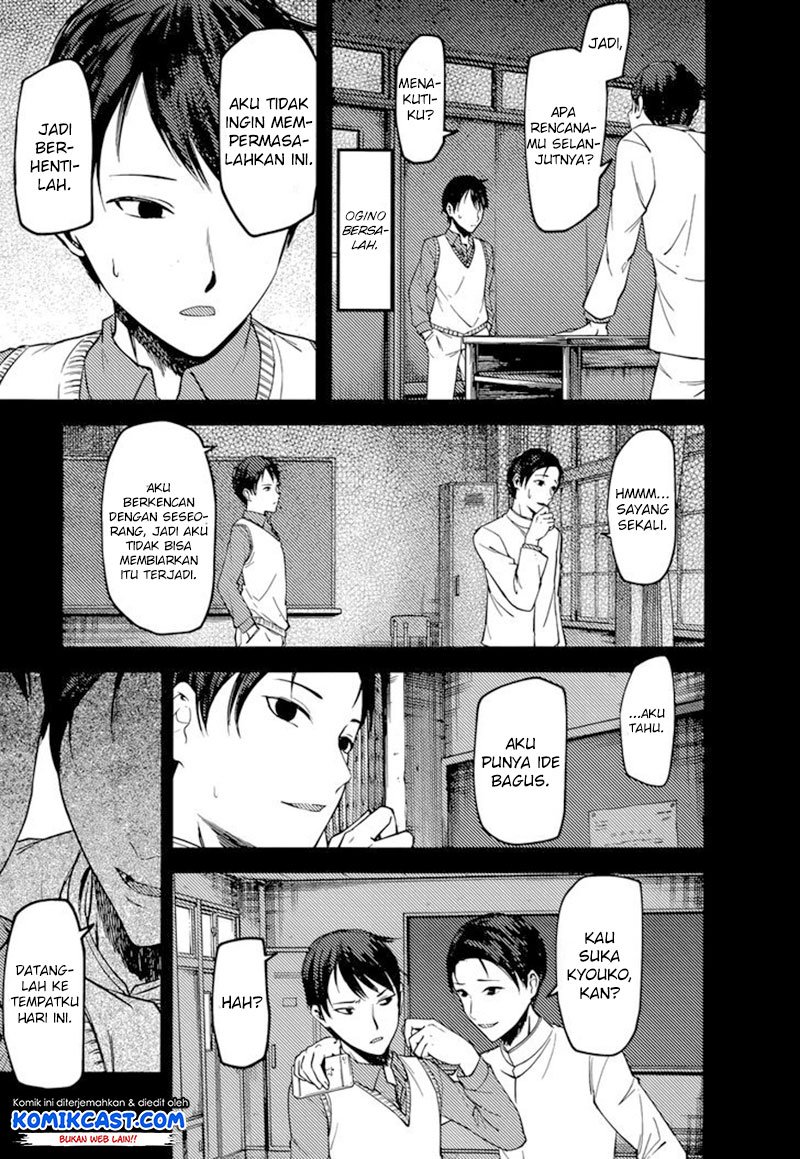 JADI,
APA
RENCANA-
MU SELAN-
JUTNYA?
MENA-
KUTI-
KU?
OGINO
BERSA-
LAH.
AKU TIDAK
INGIN MEM-
PERMASA-
LAHKAN INI.
JADI
BER-
HENTI-
LAH.
HMMM...
SAYANG
SEKALI.
AKU
BERKENCAN
DENGAN SESEO-
RANG, JADI AKU
TIDAK BISA
MEMBIARKAN
ITU TERJADI.
...AKU
TAHU.
AKU
PUNYA IDE
BAGUS.
KAU
SUKA
KYOUKO,
KAN?
HAH?
DATANG-
LAH KE
TEMPATKU
HARI INI.
Komik ini diterjemahkan & diedit oleh
KOMIKCAST.COM
BUKAN WEB LAIN!!